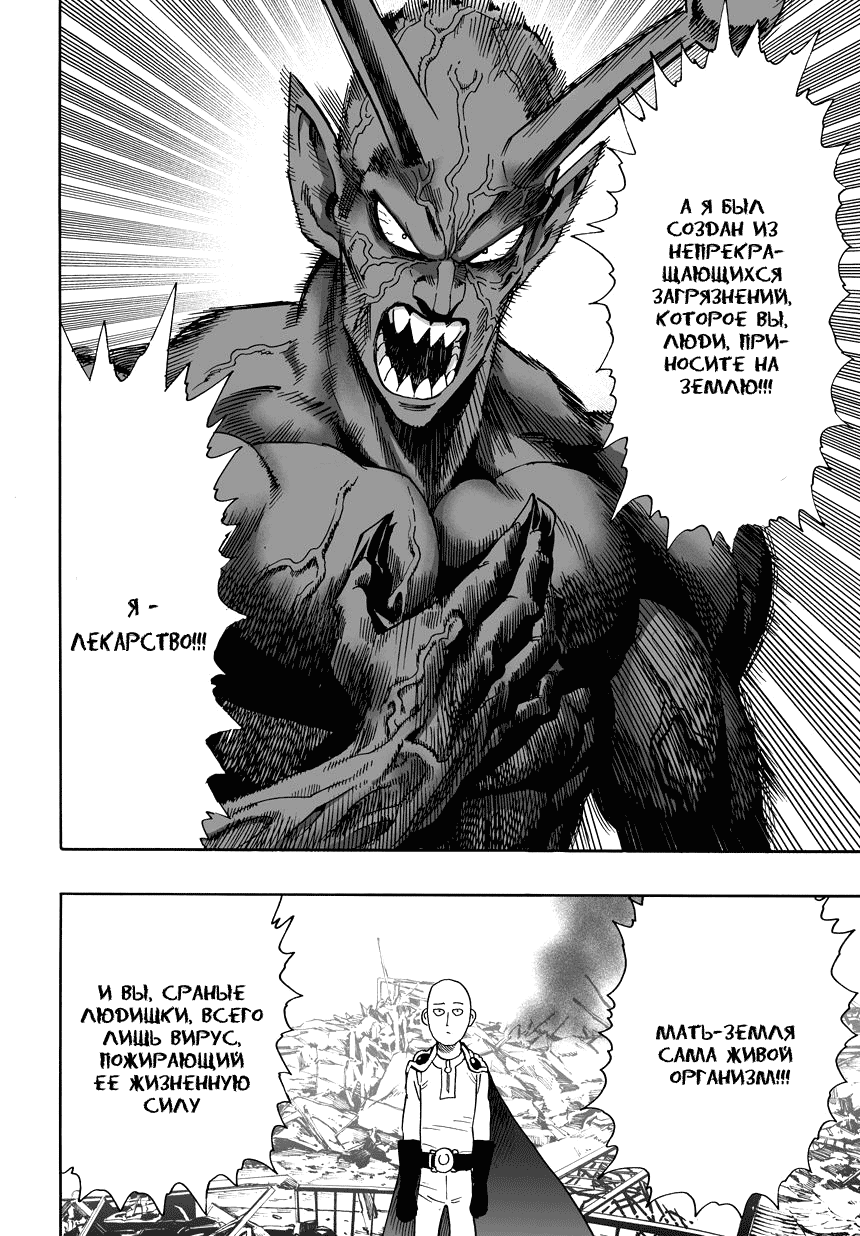 А Я БЫЛ
СОЗДАН ИЗ
НЕПРЕКРА-
ЩАЮЩИХСЯ
ЗАГРЯЗНЕНИЙ,
КОТОРОЕ ВЫ,
ЛЮДИ, ПРИ-
НОСИТЕ НА
ЗЕМЛЮ!!!
Я -
ЛЕКАРСТВО!!!
МАТЬ-ЗЕМЛЯ
САМА ЖИВОЙ
ОРГАНИЗМ!!!
И ВЫ, СРАНЫЕ
ЛЮДИШКИ, ВСЕГО
ЛИШЬ ВИРУС,
ПОЖИРАЮЩИЙ
ЕЕ ЖИЗНЕННУЮ
СИЛУ